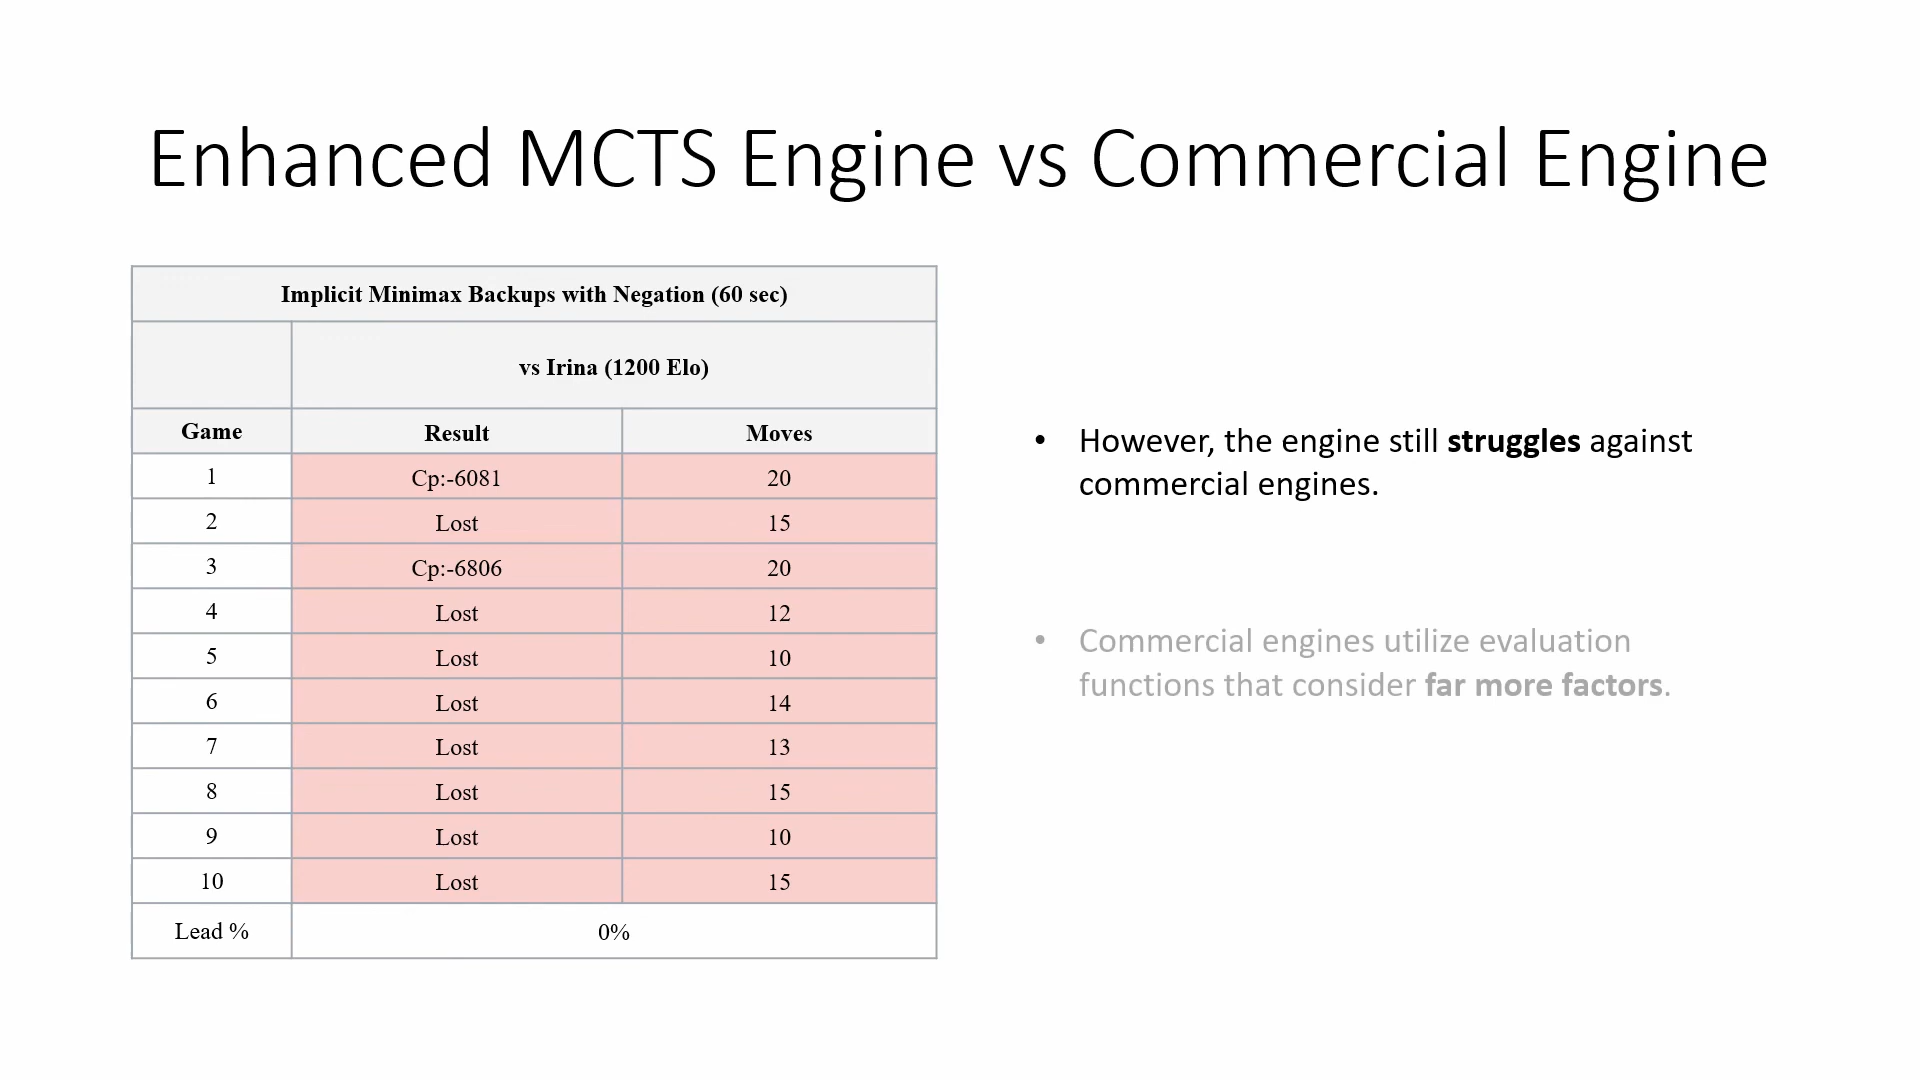 Enhanced MCTS Engine vs Commercial Engine
Implicit Minimax Backups with Negation (60 sec)
vs Irina (1200 Elo)
Game Result Moves
1 Cp:-6081 20
2 Lost 15
3 Cp:-6806 20
4 Lost 12
5 Lost 10
6 Lost 14
7 Lost 13
8 Lost 15
9 Lost 10
10 Lost 15
Lead % 0%
• However, the engine still struggles against
commercial engines.
• Commercial engines utilize evaluation
functions that consider far more factors.